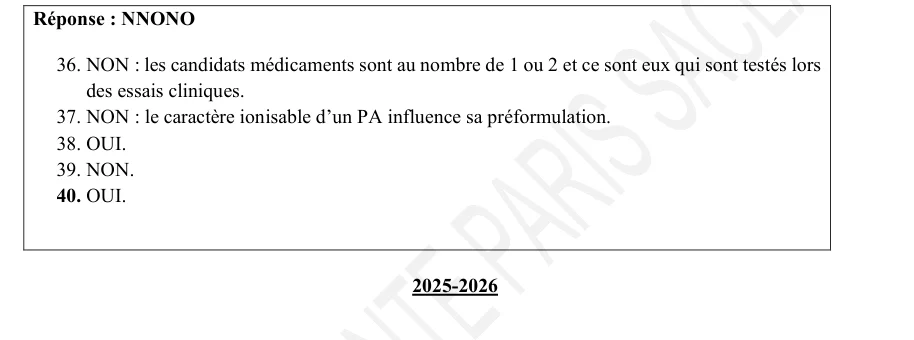 Réponse : NNONO
36. NON : les candidats médicaments sont au nombre de 1 ou 2 et ce sont eux qui sont testés lors
des essais cliniques.
37. NON : le caractère ionisable d’un PA influence sa préformulation.
38. OUI.
39. NON.
40. OUI.
2025-2026
PARIS